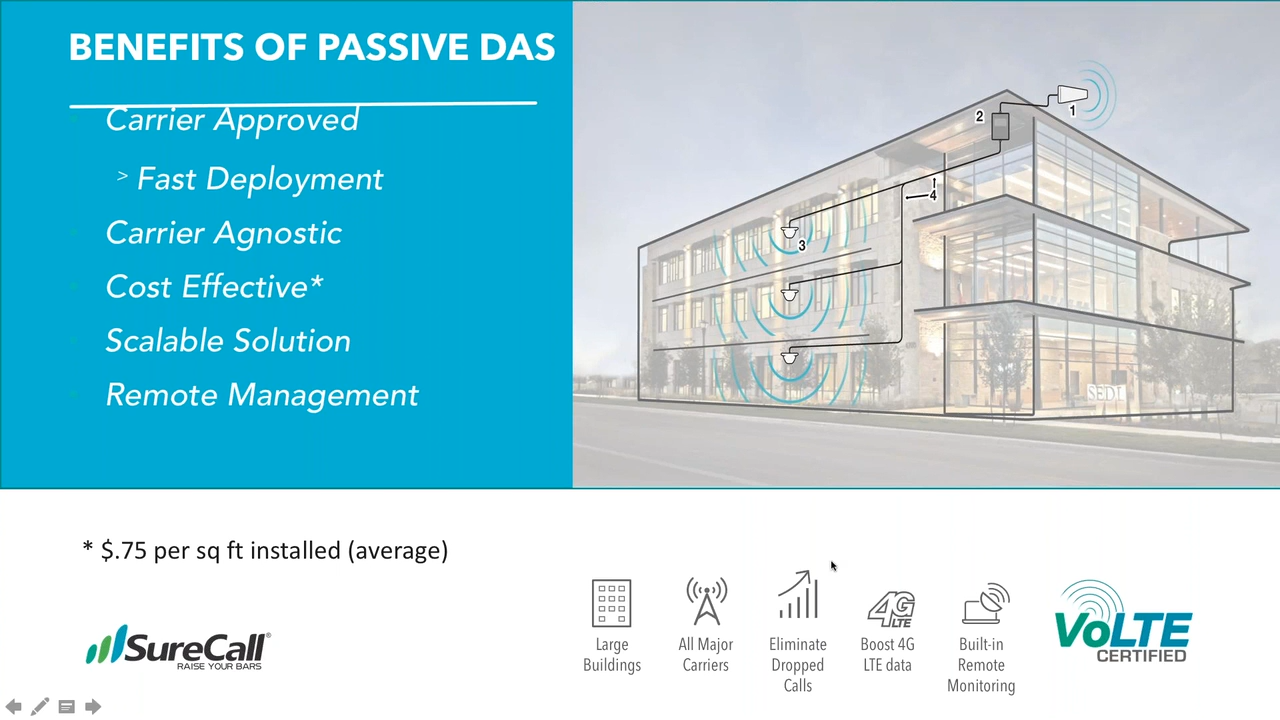 BENEFITS OF PASSIVE DAS
Carrier Approved
> Fast Deployment
Carrier Agnostic
Cost Effective*
Scalable Solution
Remote Management
1
2
3
4
SEDL
* $.75 per sq ft installed (average)
SureCall®
RAISE YOUR BARS
Large
Buildings
All Major
Carriers
Eliminate
Dropped
Calls
4G
LTE
Boost 4G
LTE data
Built-in
Remote
Monitoring
VoLTE
CERTIFIED